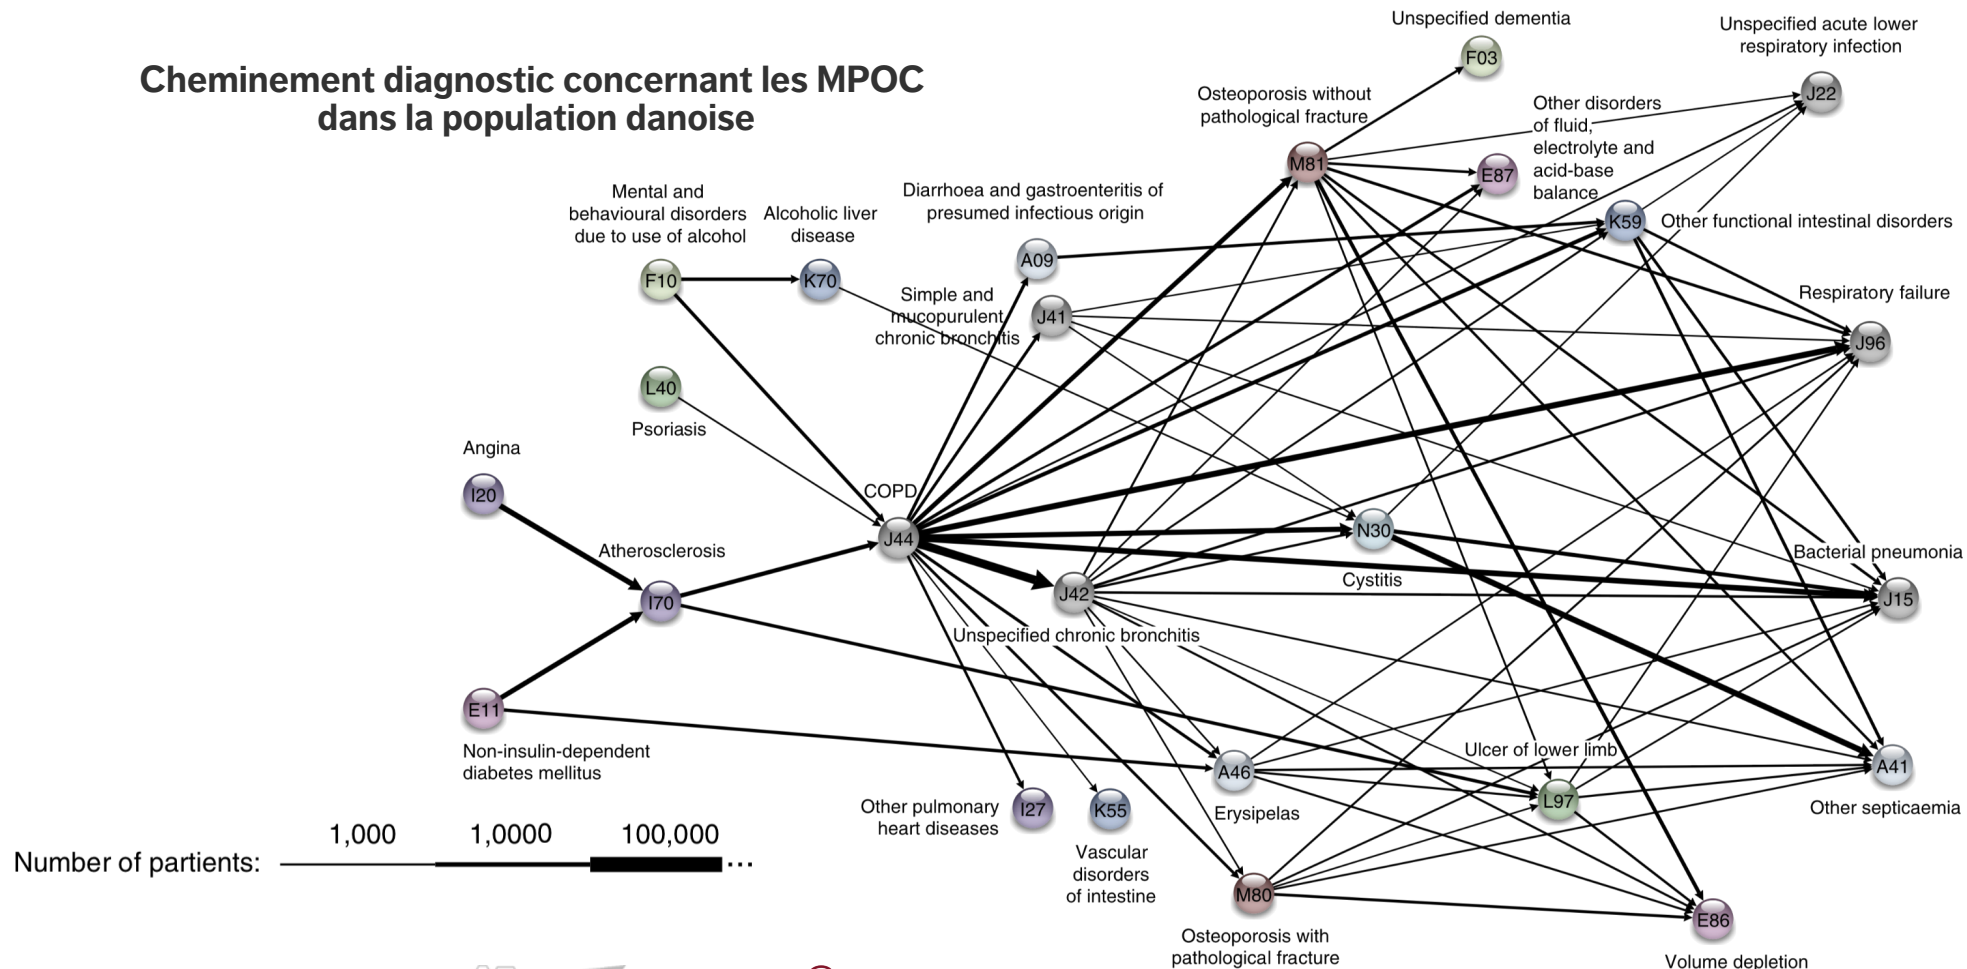 Cheminement diagnostic concernant les MPOC
dans la population danoise
Unspecified dementia
F03
Unspecified acute lower
respiratory infection
J22
Osteoporosis without
pathological fracture
M81
Other disorders
of fluid,
electrolyte and
acid-base
balance
E87
Mental and
behavioural disorders
due to use of alcohol
F10
Alcoholic liver
disease
K70
Diarrhoea and gastroenteritis of
presumed infectious origin
A09
K59
Other functional intestinal disorders
Simple and
mucopurulent
chronic bronchitis
J41
Respiratory failure
J96
L40
Psoriasis
Angina
I20
COPD
J44
N30
Cystitis
Atherosclerosis
I70
J42
Unspecified chronic bronchitis
Bacterial pneumonia
J15
E11
Non-insulin-dependent
diabetes mellitus
A46
Erysipelas
Ulcer of lower limb
L97
A41
Other septicaemia
Other pulmonary
heart diseases
I27
K55
Vascular
disorders
of intestine
M80
Osteoporosis with
pathological fracture
E86
Volume depletion
1,000 1,0000 100,000
Number of partients: ...